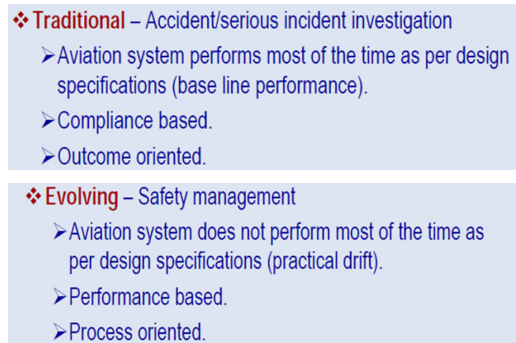 ❖ Traditional – Accident/serious incident investigation
➢Aviation system performs most of the time as per design
specifications (base line performance).
➢Compliance based.
➢Outcome oriented.
❖ Evolving – Safety management
➢Aviation system does not perform most of the time as
per design specifications (practical drift).
➢Performance based.
➢Process oriented.